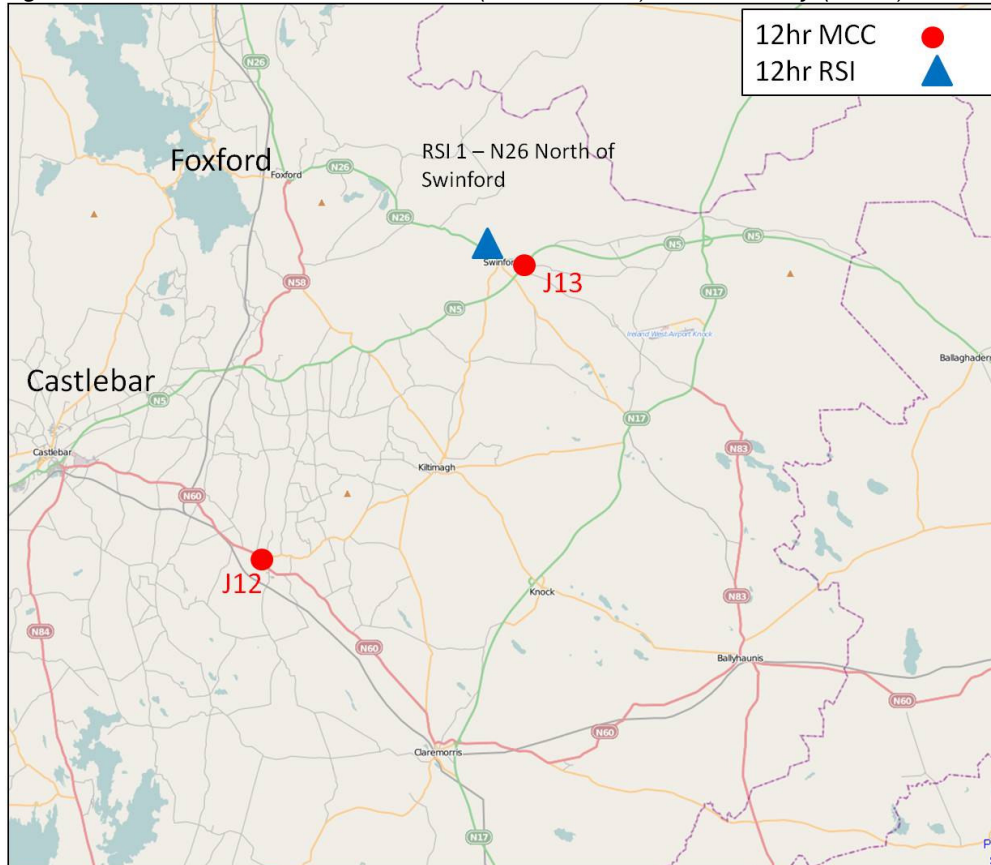 12hr MCC
12hr RSI
N26
Foxford
Foxford
N26
RSI 1 – N26 North of
Swinford
N26
N5
N5
Swinford
J13
N58
N17
Ireland West Airport Knock
N5
Ballaghadere
Castlebar
N5
N17
Castlebar
Kiltimagh
N83
N60
J12
Knock
N83
N84
N60
Ballyhaunis
N60
N60
Claremorris
N17
P